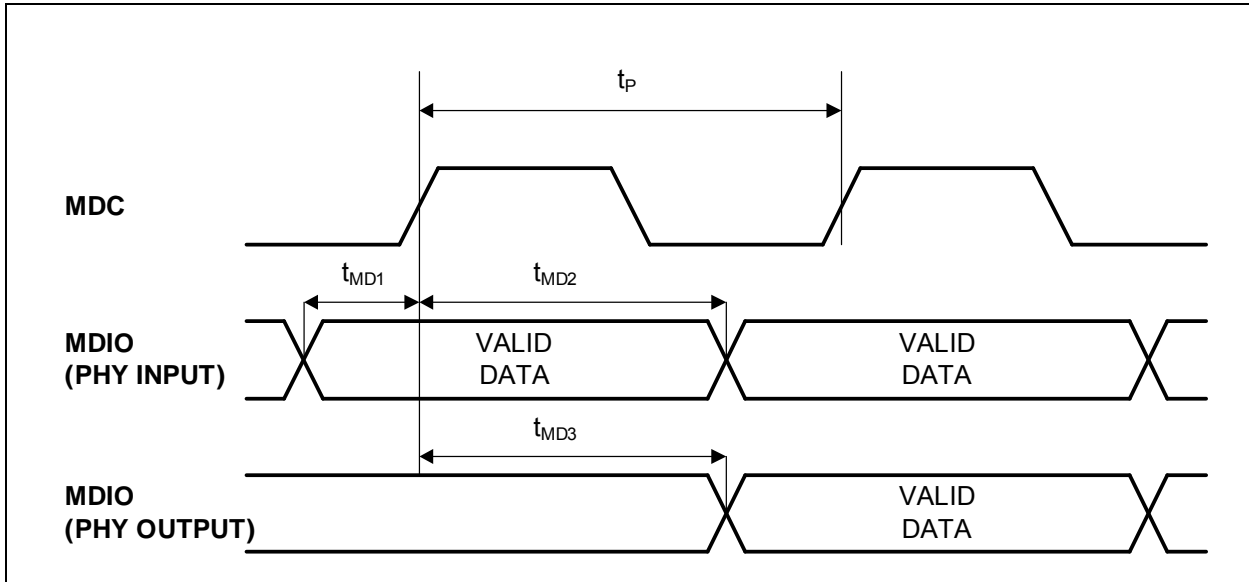 tP
MDC
tMD1
tMD2
MDIO
(PHY INPUT)
VALID
DATA
VALID
DATA
tMD3
MDIO
(PHY OUTPUT)
VALID
DATA